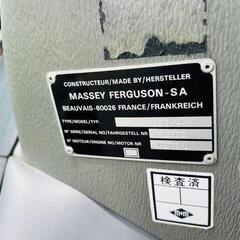 CONSTRUCTEUR/MADE BY/HERSTELLER
MASSEY FERGUSON-SA
BEAUVAIS-60026 FRANCE/FRANKREICH
TYPE/MODEL/TYP.
N° SERIE/SERIAL NO/FAHRGESTELL NR
N° MOTEUR/ENGINE NO/MOTOR NR
検査済